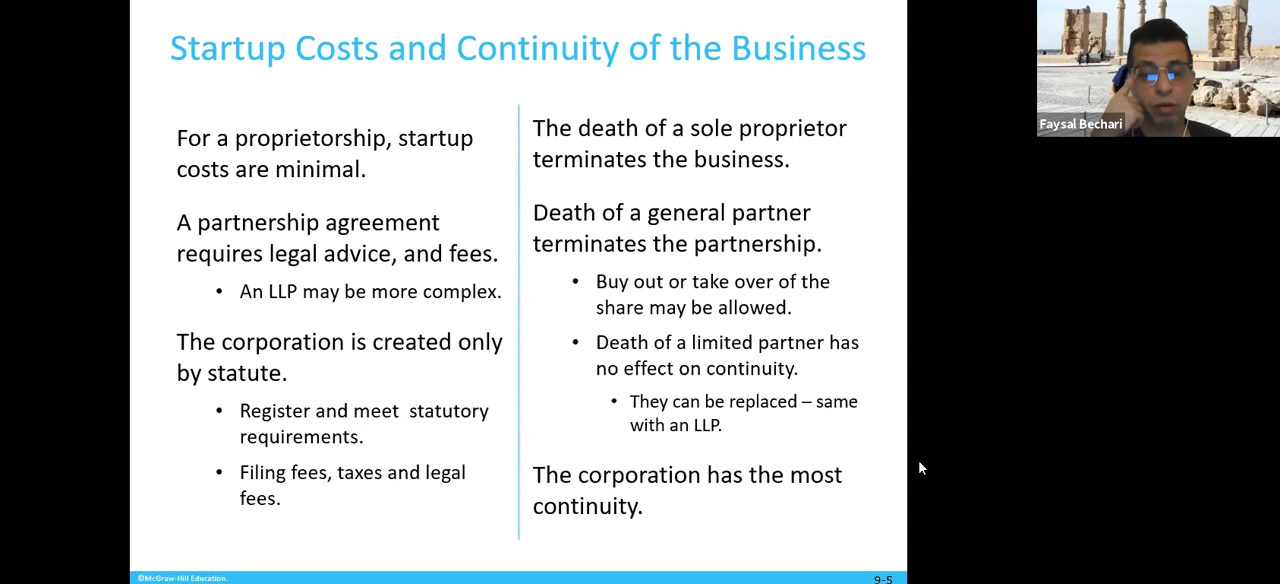 Startup Costs and Continuity of the Business
For a proprietorship, startup
costs are minimal.
A partnership agreement
requires legal advice, and fees.
• An LLP may be more complex.
The corporation is created only
by statute.
• Register and meet  statutory
requirements.
• Filing fees, taxes and legal
fees.
The death of a sole proprietor
terminates the business.
Death of a general partner
terminates the partnership.
• Buy out or take over of the
share may be allowed.
• Death of a limited partner has
no effect on continuity.
• They can be replaced – same
with an LLP.
The corporation has the most
continuity.
©McGraw-Hill Education.
9-5
Faysal Bechari